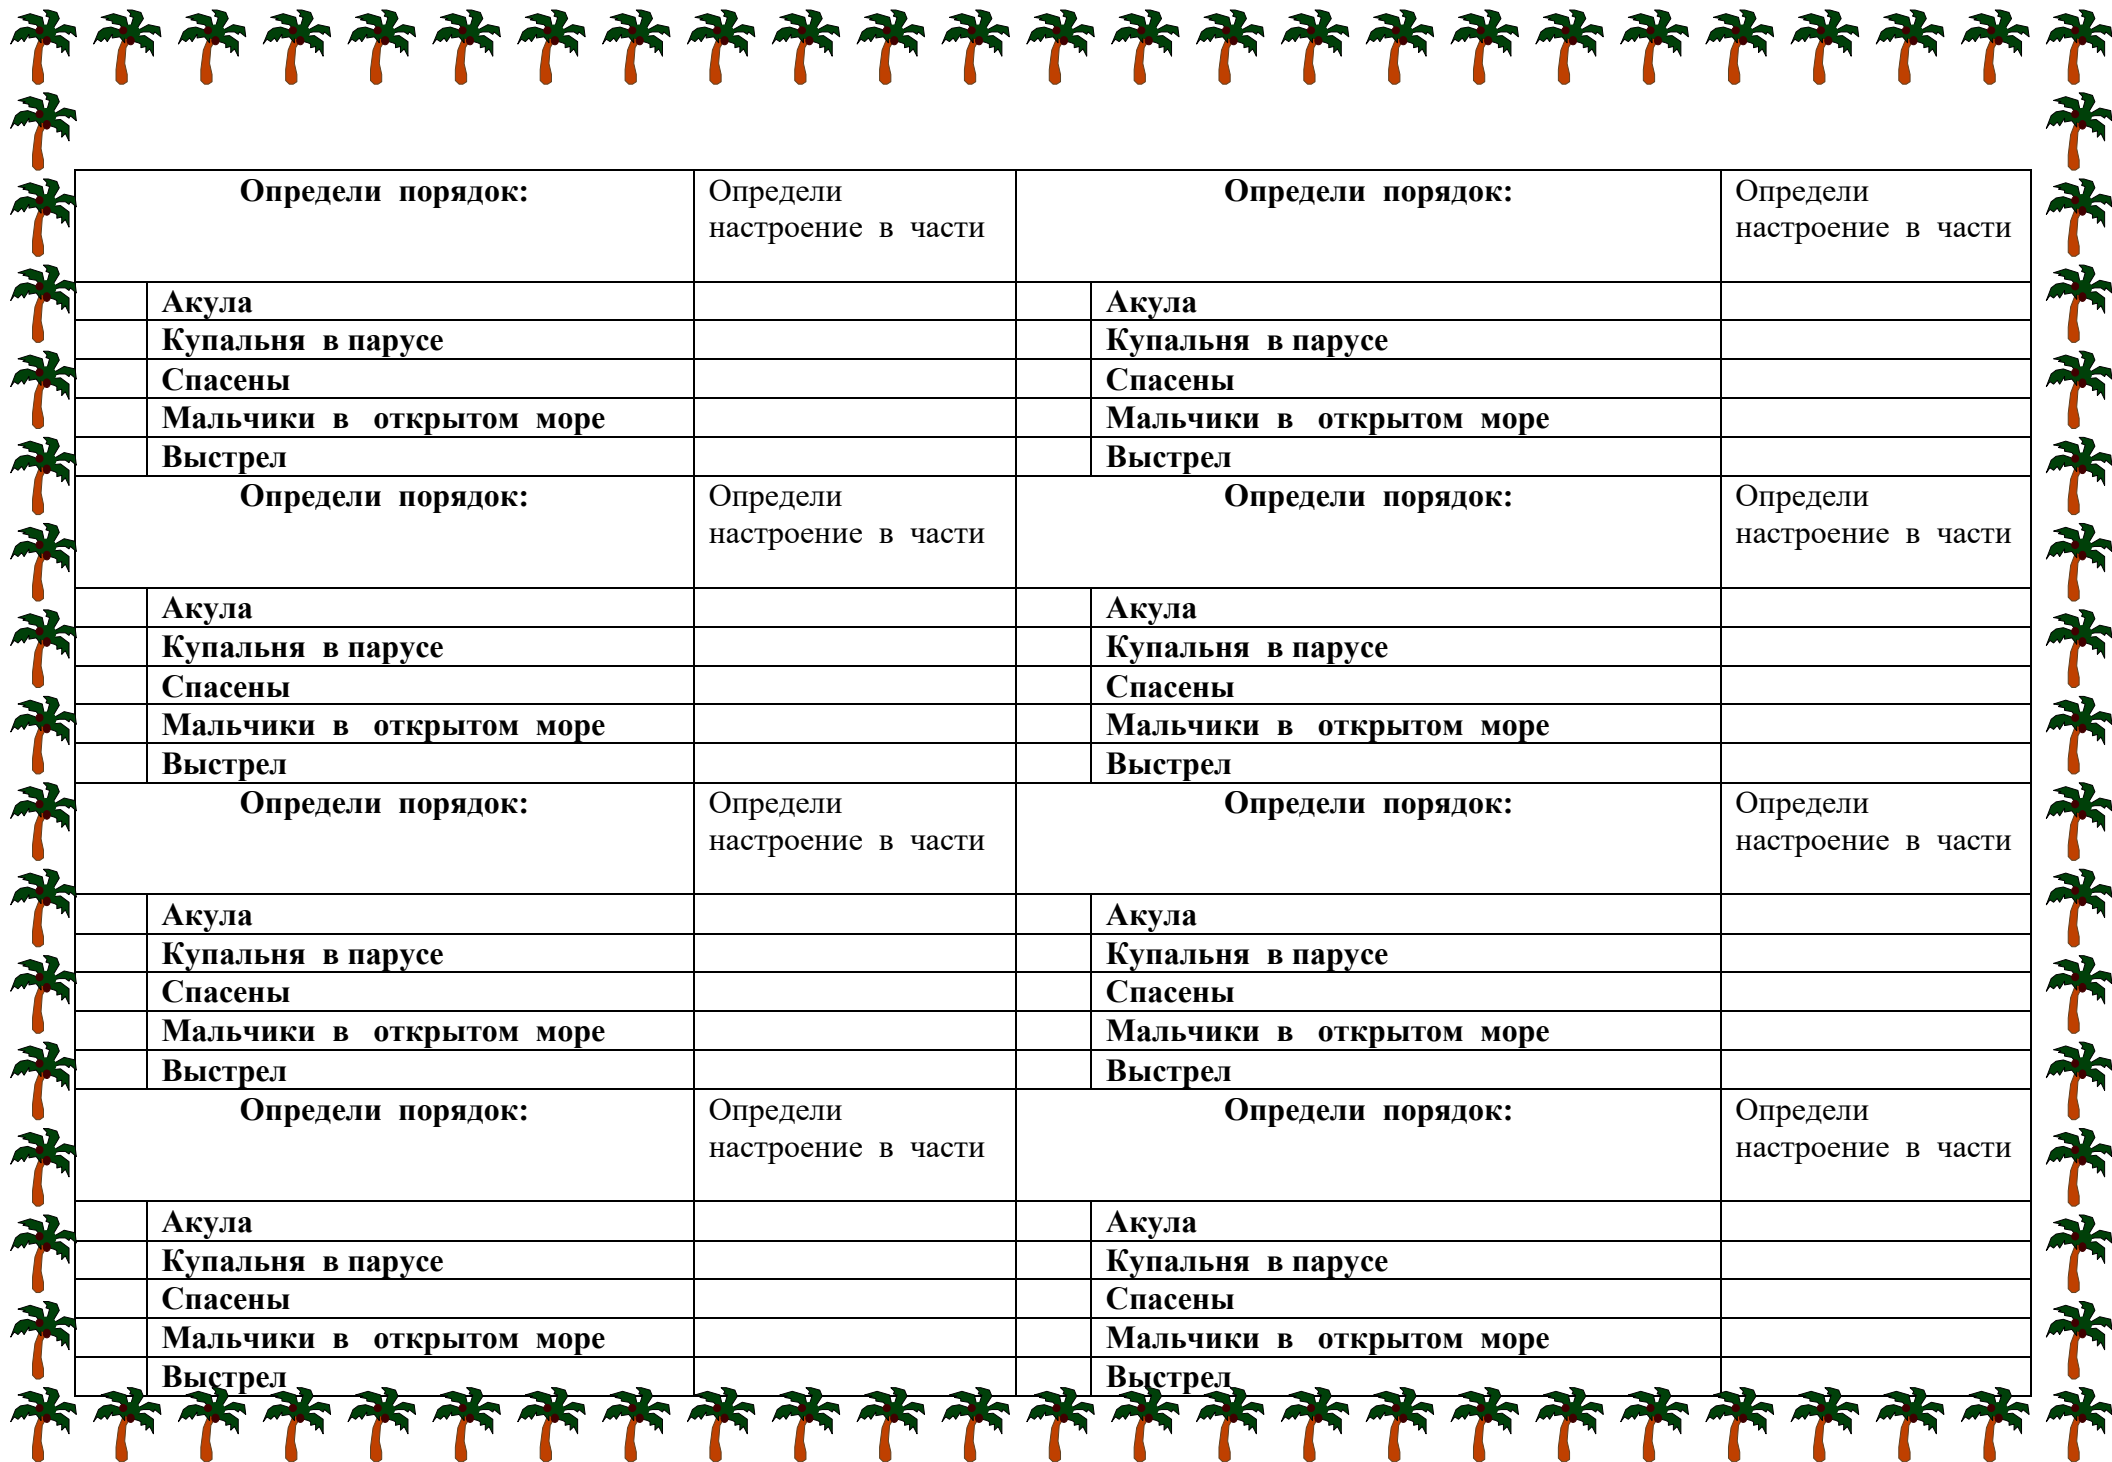 Определи порядок: Определи Определи порядок: Определи
настроение в части настроение в части
Акула Акула
Купальня в парусе Купальня в парусе
Спасены Спасены
Мальчики в открытом море Мальчики в открытом море
Выстрел Выстрел
Определи порядок: Определи Определи порядок: Определи
настроение в части настроение в части
Акула Акула
Купальня в парусе Купальня в парусе
Спасены Спасены
Мальчики в открытом море Мальчики в открытом море
Выстрел Выстрел
Определи порядок: Определи Определи порядок: Определи
настроение в части настроение в части
Акула Акула
Купальня в парусе Купальня в парусе
Спасены Спасены
Мальчики в открытом море Мальчики в открытом море
Выстрел Выстрел
Определи порядок: Определи Определи порядок: Определи
настроение в части настроение в части
Акула Акула
Купальня в парусе Купальня в парусе
Спасены Спасены
Мальчики в открытом море Мальчики в открытом море
Выстрел Выстрел